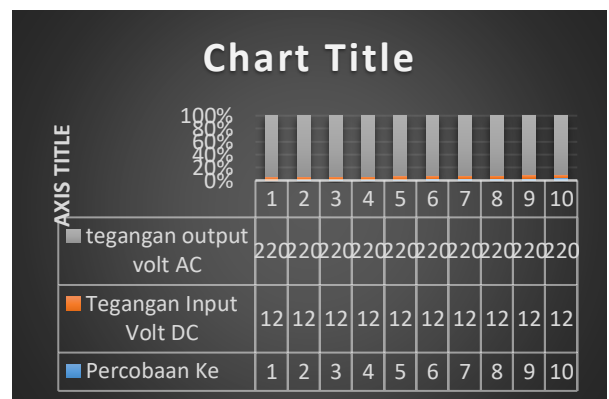 Chart Title
AXIS TITLE
100%
80%
60%
40%
20%
0%
1 2 3 4 5 6 7 8 9 10
tegangan output volt AC 220 220 220 220 220 220 220 220 220 220
Tegangan Input Volt DC 12 12 12 12 12 12 12 12 12 12
Percobaan Ke 1 2 3 4 5 6 7 8 9 10